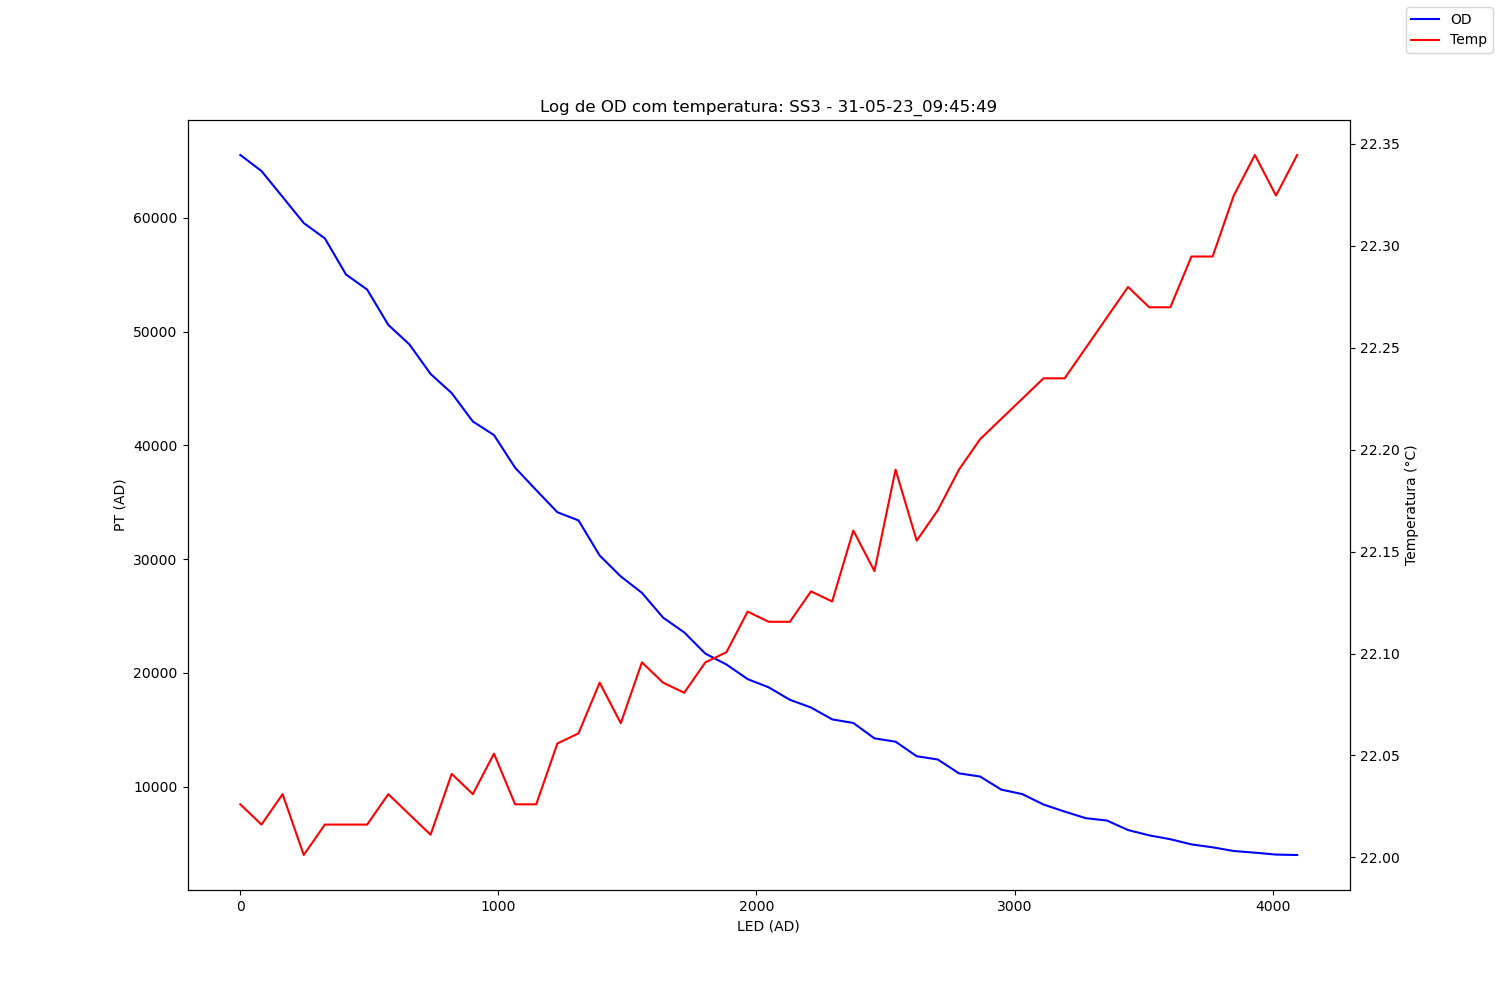 OD
Temp
Log de OD com temperatura: SS3 - 31-05-23_09:45:49
PT (AD)
60000
50000
40000
30000
20000
10000
22.35
22.30
22.25
22.20
22.15
22.10
22.05
22.00
Temperatura (°C)
0 1000 2000 3000 4000
LED (AD)